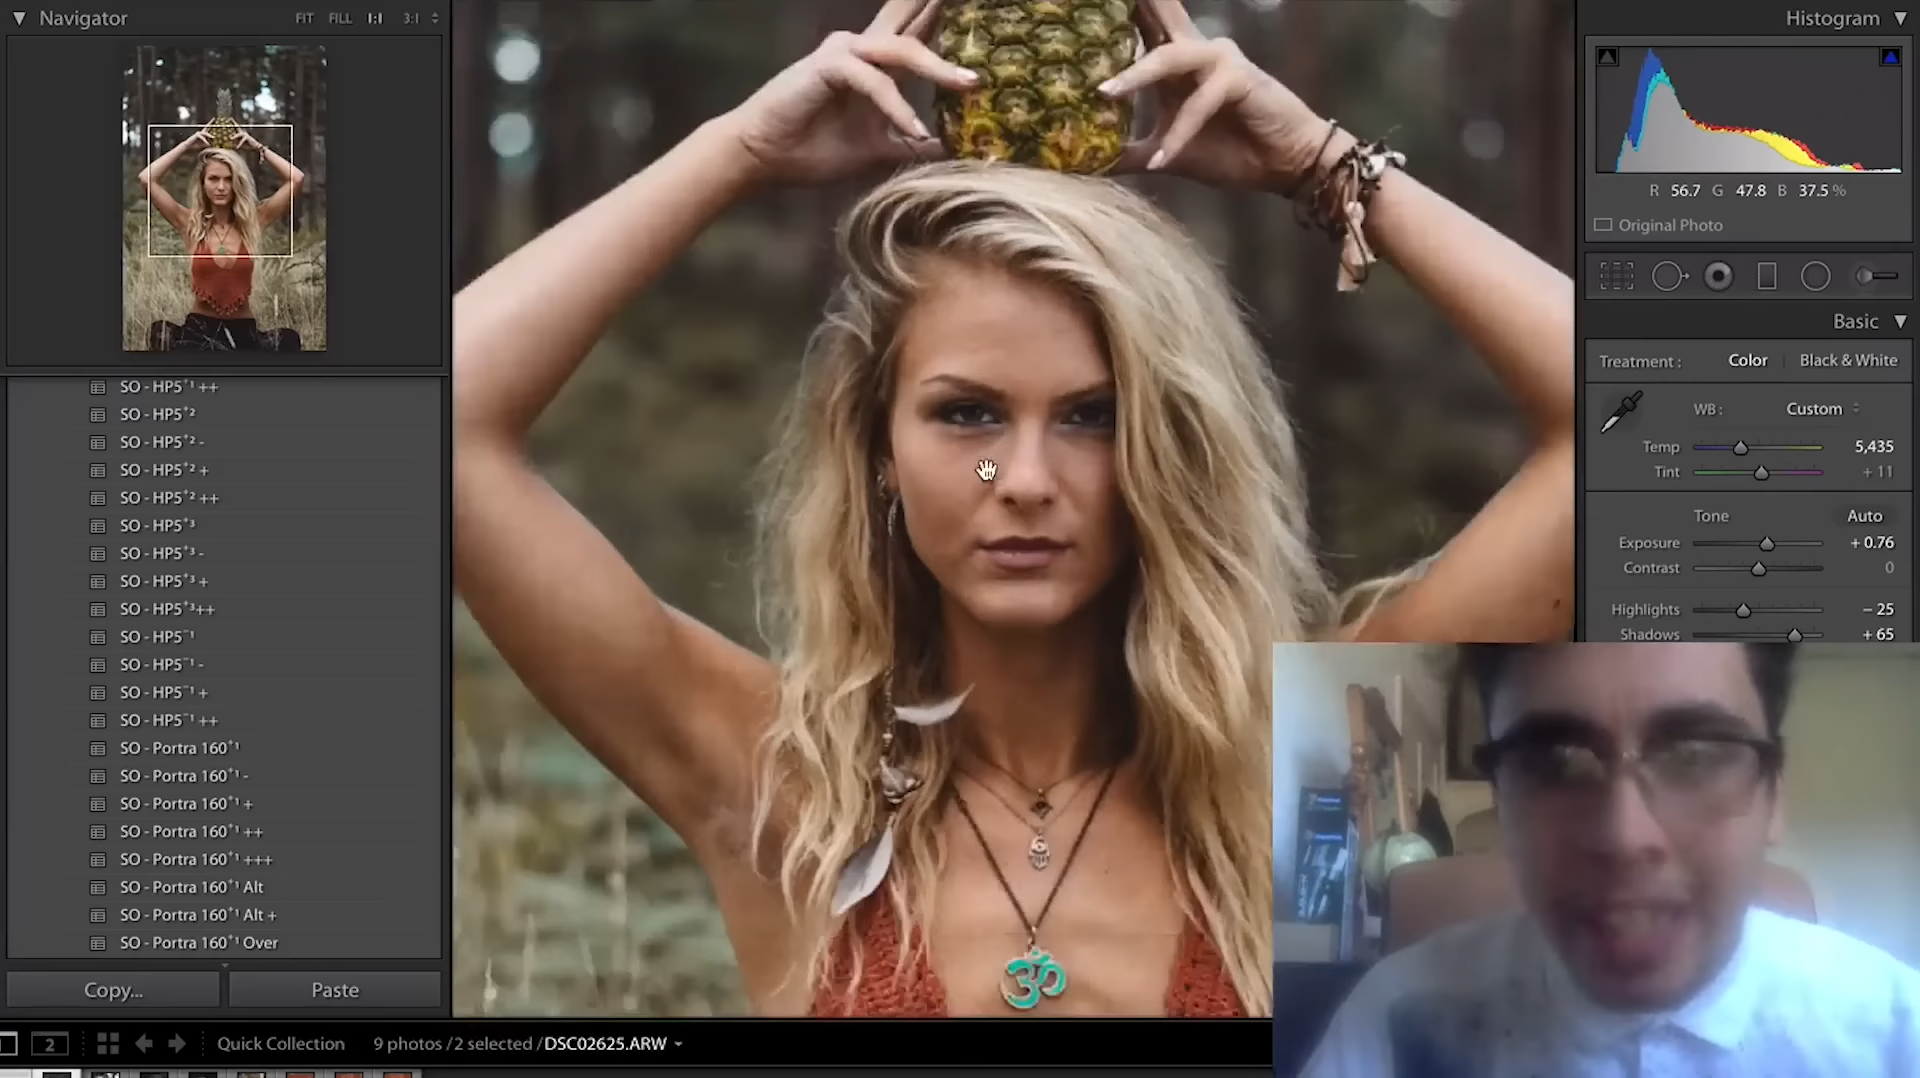 Navigator
FIT FILL 1:1 3:1
SO - HP5⁺¹ ++
SO - HP5⁺²
SO - HP5⁺² -
SO - HP5⁺² +
SO - HP5⁺² ++
SO - HP5⁺³
SO - HP5⁺³ -
SO - HP5⁺³ +
SO - HP5⁺³++
SO - HP5⁻¹
SO - HP5⁻¹ -
SO - HP5⁻¹ +
SO - HP5⁻¹ ++
SO - Portra 160⁺¹
SO - Portra 160⁺¹ -
SO - Portra 160⁺¹ +
SO - Portra 160⁺¹ ++
SO - Portra 160⁺¹ +++
SO - Portra 160⁺¹ Alt
SO - Portra 160⁺¹ Alt +
SO - Portra 160⁺¹ Over
Copy... Paste
2 Quick Collection 9 photos /2 selected /DSC02625.ARW
ॐ
Histogram
R 56.7 G 47.8 B 37.5 %
Original Photo
Basic
Treatment : Color Black & White
WB : Custom
Temp 5,435
Tint + 11
Tone Auto
Exposure + 0.76
Contrast 0
Highlights - 25
Shadows + 65